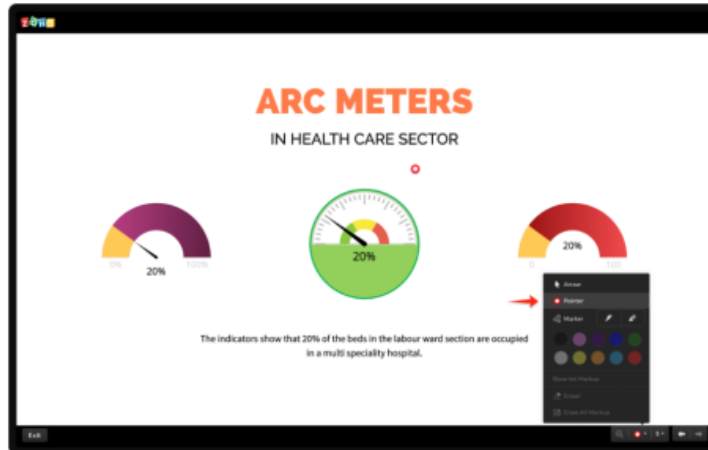 ZOHO
ARC METERS
IN HEALTH CARE SECTOR
0% 20% 100%
20%
20%
0 100
The indicators show that 20% of the beds in the labour ward section are occupied
in a multi speciality hospital.
Arrow
Pointer
Marker
Show Ink Markup
Eraser
Erase All Markup
Exit